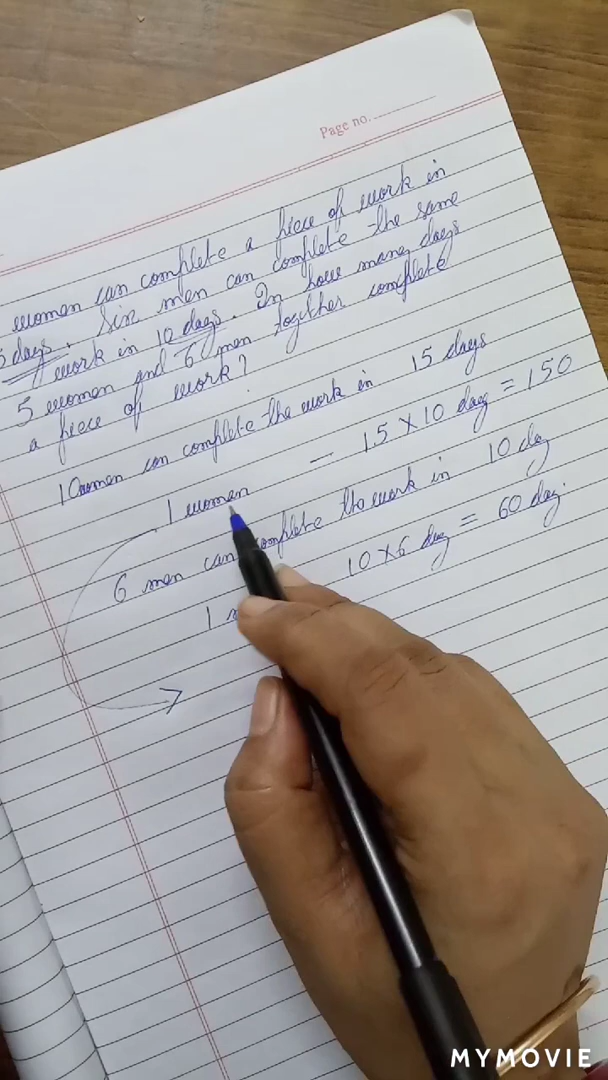 Page no.
women can complete a piece of work in
days. Six men can complete the same
work in 10 days. In how many days
5 women and 6 men together complete
a piece of work?
10 women can complete the work in 15 days
1 women — 15 × 10 days = 150
6 men can complete the work in 10 day
1 10 × 6 day = 60 day.
MYMOVIE